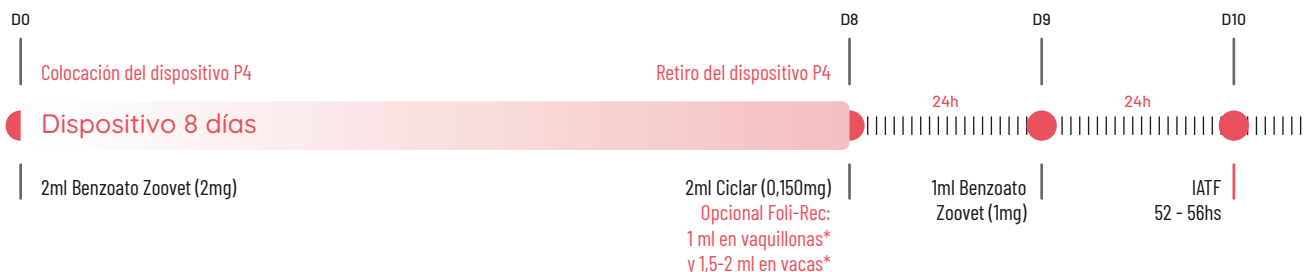 D0
D8
D9
D10
Colocación del dispositivo P4
Retiro del dispositivo P4
Dispositivo 8 días
24h
24h
2ml Benzoato Zoovet (2mg)
2ml Ciclar (0,150mg)
Opcional Foli-Rec:
1 ml en vaquillonas*
y 1,5-2 ml en vacas*
1ml Benzoato
Zoovet (1mg)
IATF
52 - 56hs